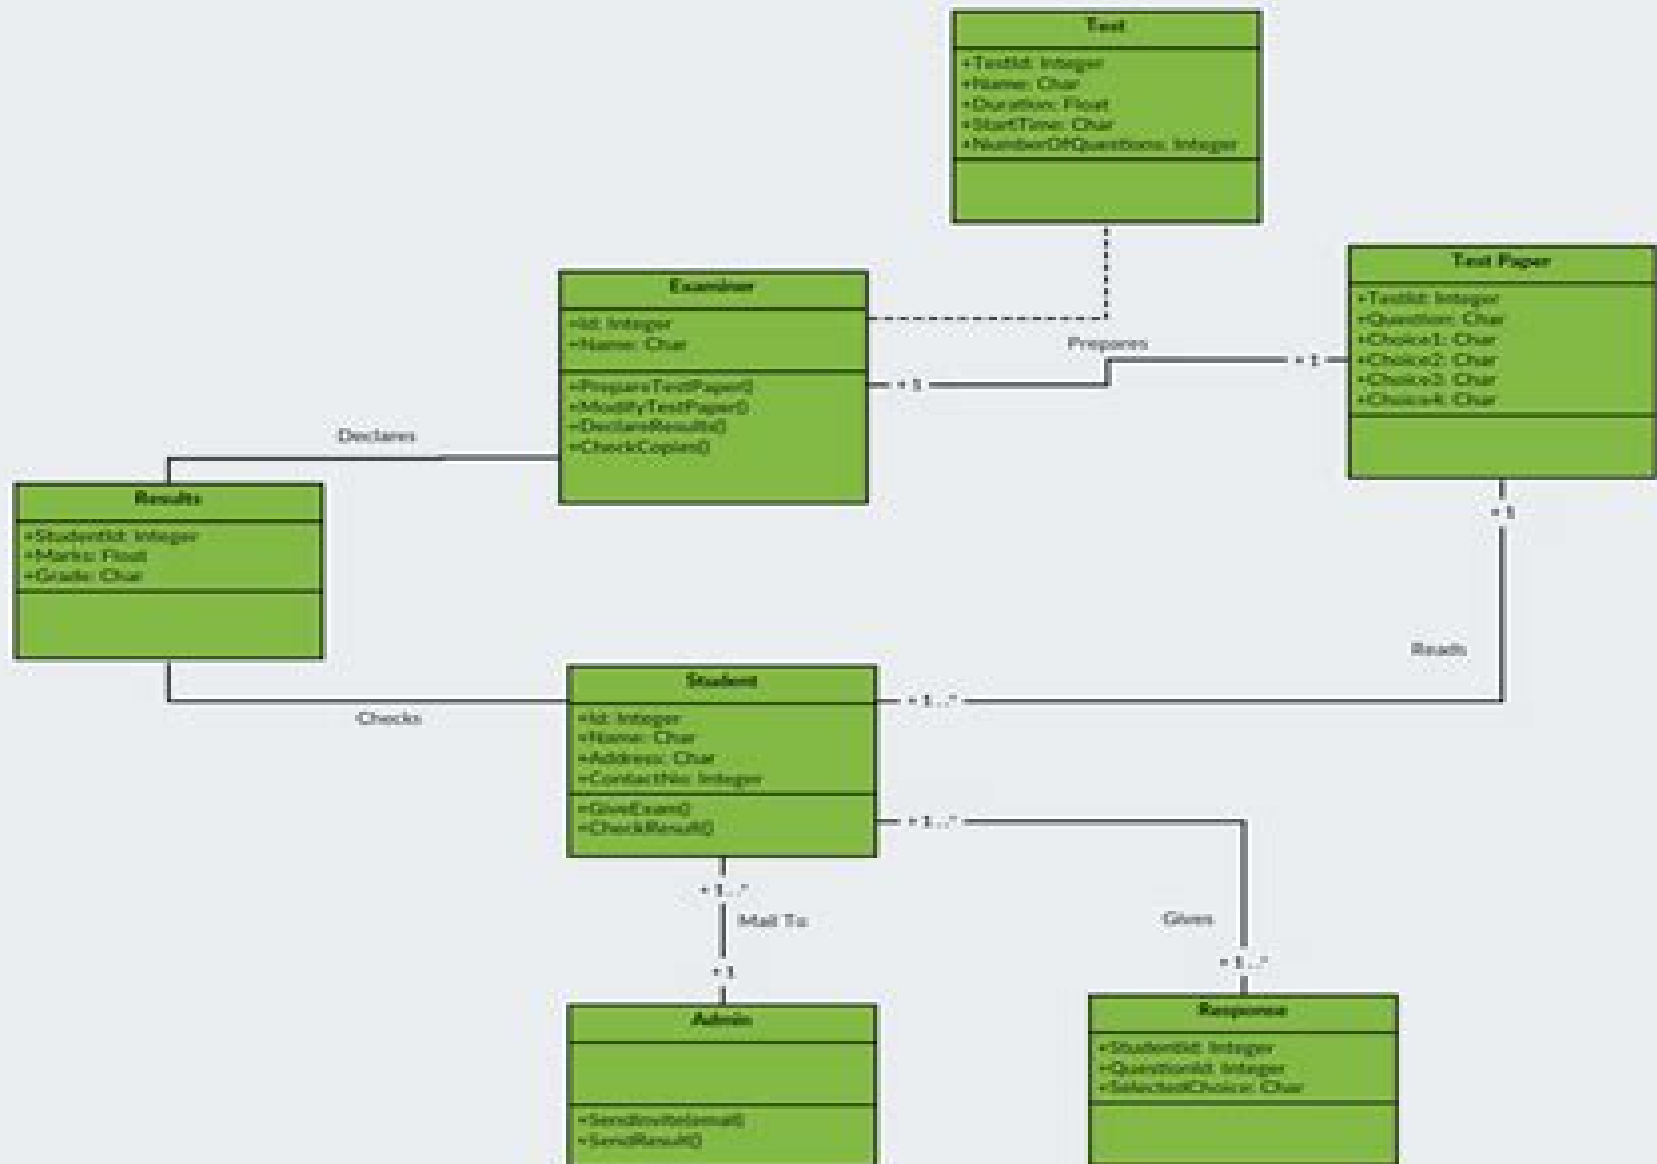 Test
+TestId: Integer
+Name: Char
+Duration: Float
+StartTime: Char
+NumberOfQuestions: Integer
Test Paper
+TestId: Integer
+Question: Char
+Choice1: Char
+Choice2: Char
+Choice3: Char
+Choice4: Char
Examiner
+Id: Integer
+Name: Char
+PrepareTestPaper()
+ModifyTestPaper()
+DeclareResults()
+CheckCopies()
Prepares
+1
+1
Declares
Results
+StudentId: Integer
+Marks: Float
+Grade: Char
+1
Reads
Checks
Student
+Id: Integer
+Name: Char
+Address: Char
+ContactNo: Integer
+GiveExam()
+CheckResult()
+1..*
+1..*
+1..*
Mail To
+1
Gives
+1..*
Admin
+SendInvite(email)
+SendResult()
Response
+StudentId: Integer
+QuestionId: Integer
+SelectedChoice: Char